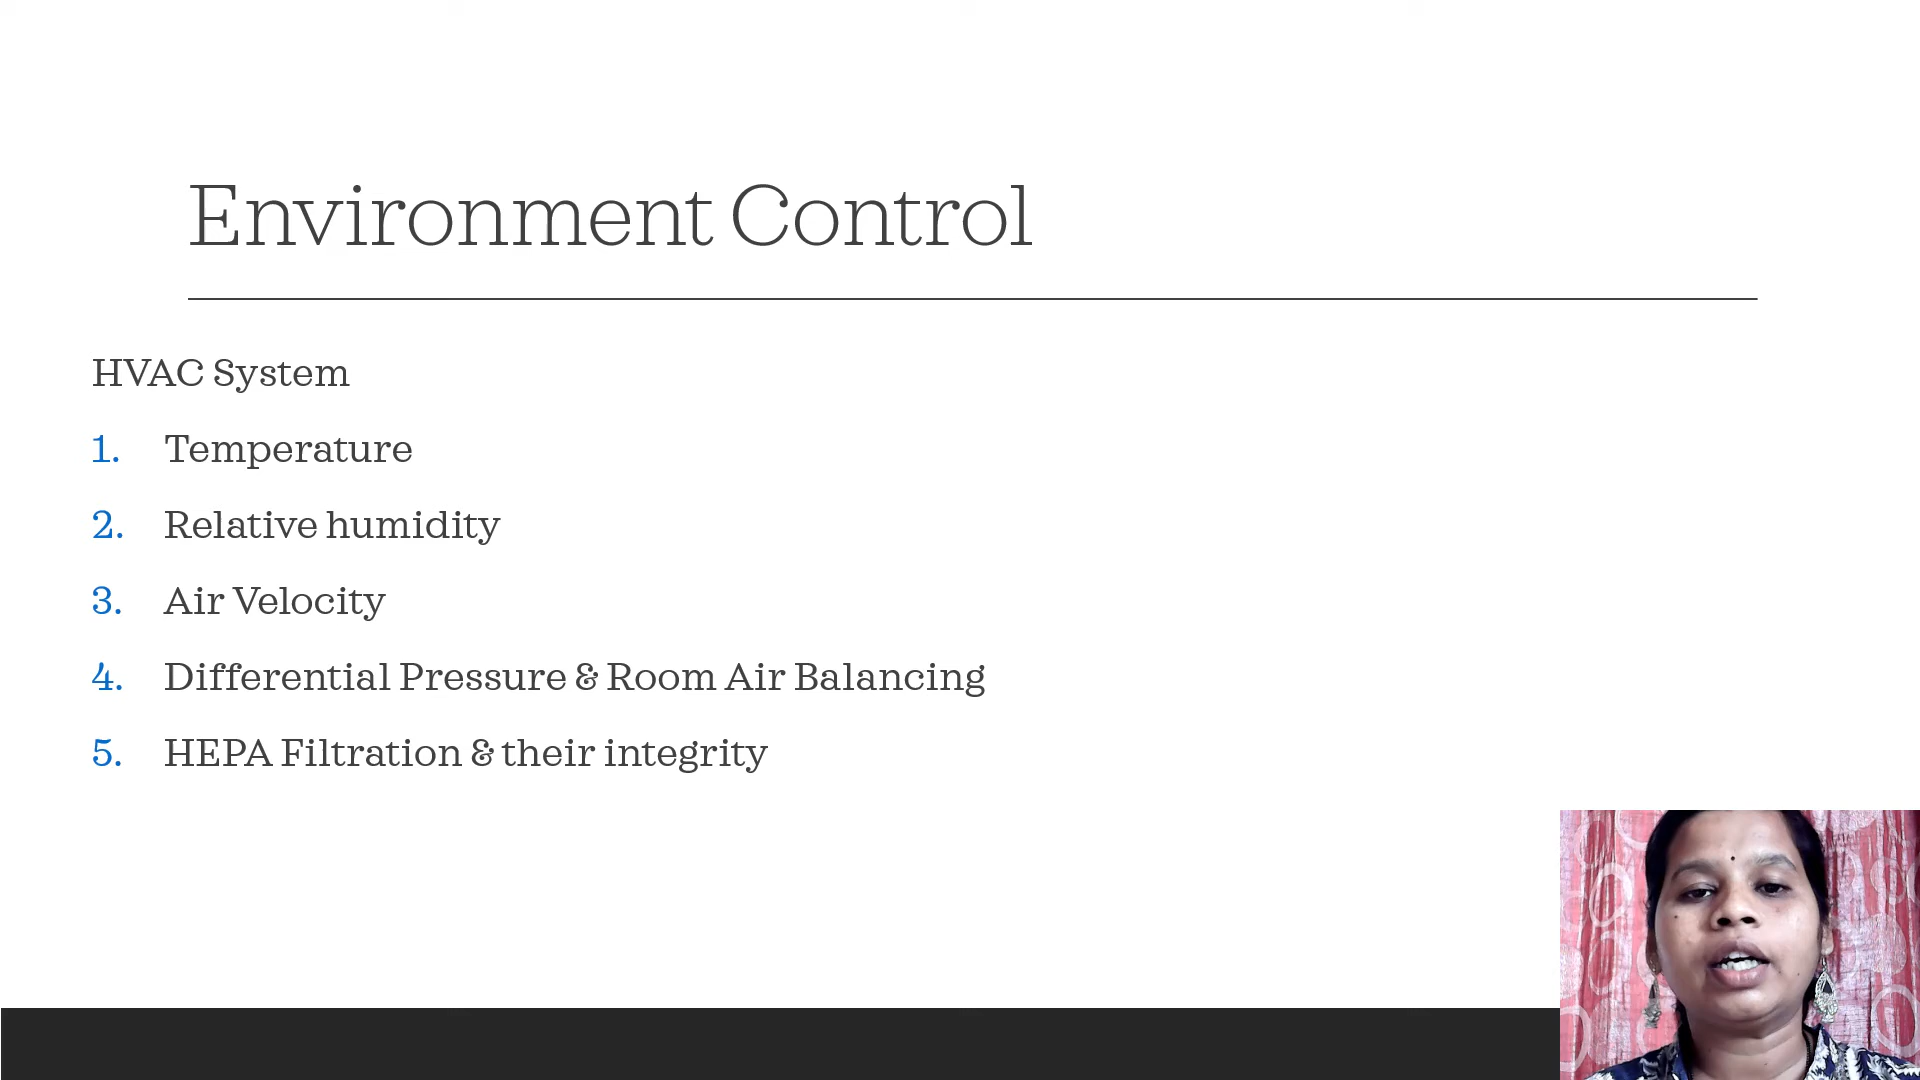 Environment Control
HVAC System
1. Temperature
2. Relative humidity
3. Air Velocity
4. Differential Pressure & Room Air Balancing
5. HEPA Filtration & their integrity